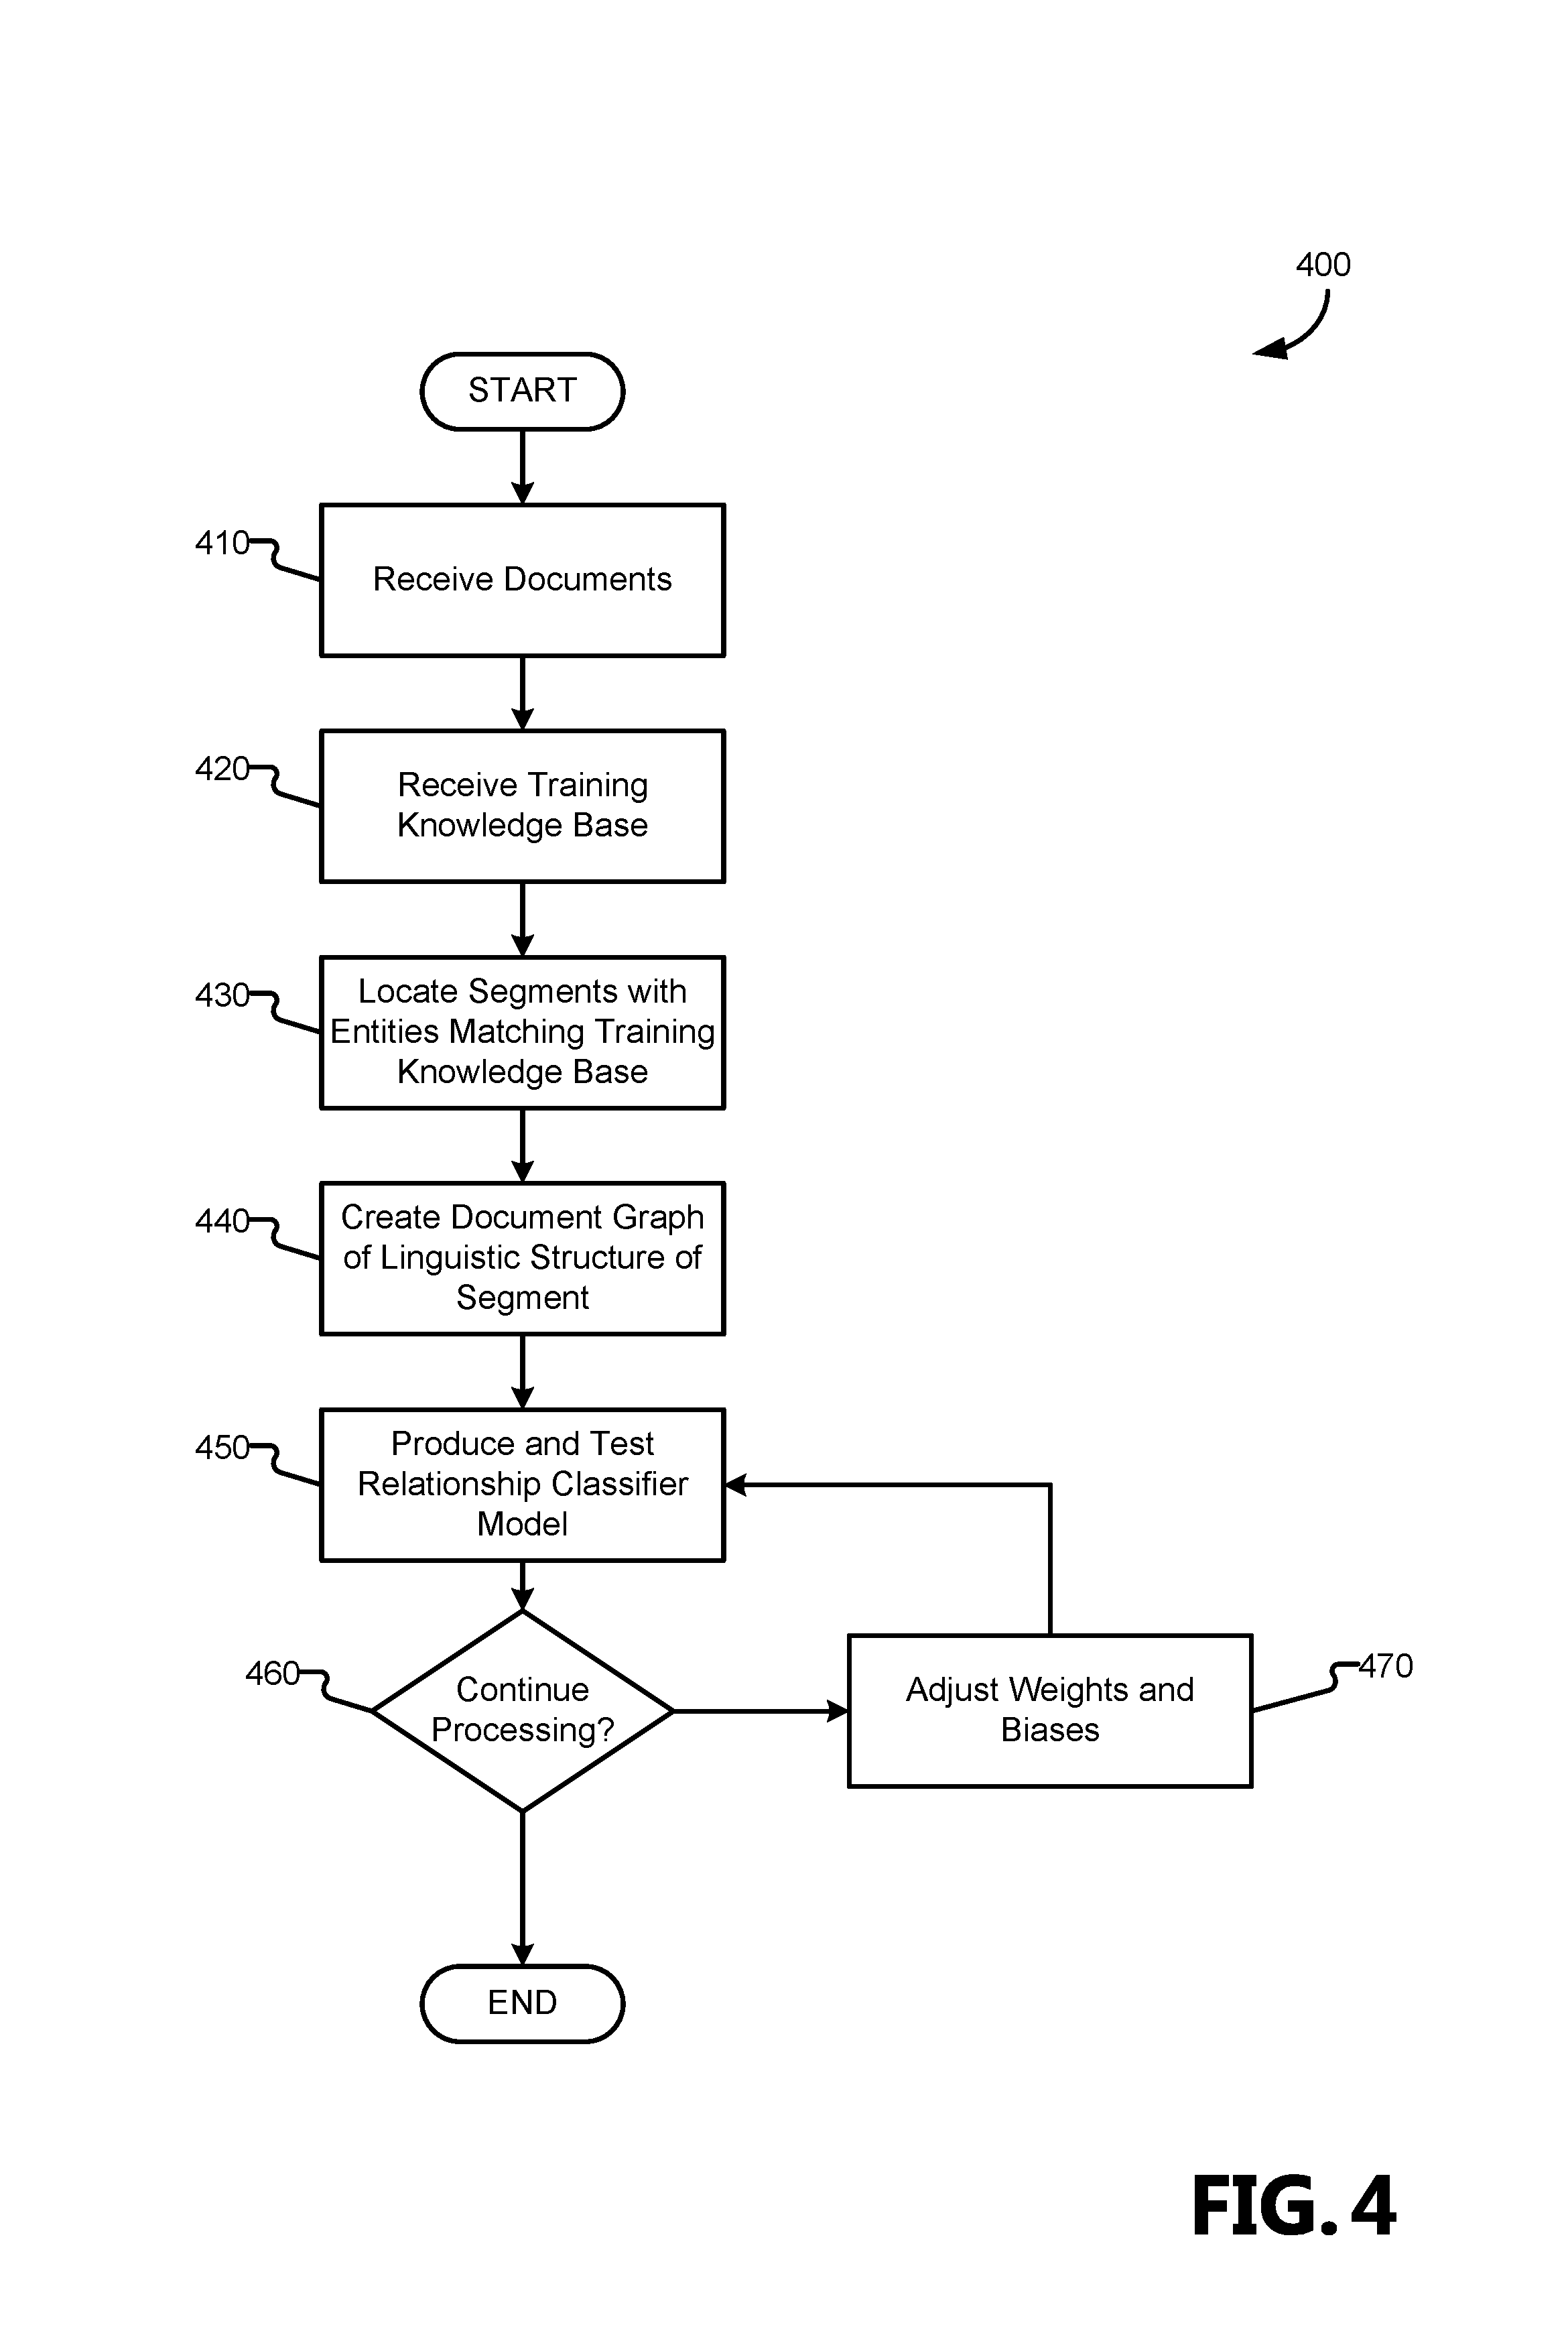 400
START
410
Receive Documents
420
Receive Training
Knowledge Base
430
Locate Segments with
Entities Matching Training
Knowledge Base
440
Create Document Graph
of Linguistic Structure of
Segment
450
Produce and Test
Relationship Classifier
Model
460
Continue
Processing?
470
Adjust Weights and
Biases
END
FIG. 4